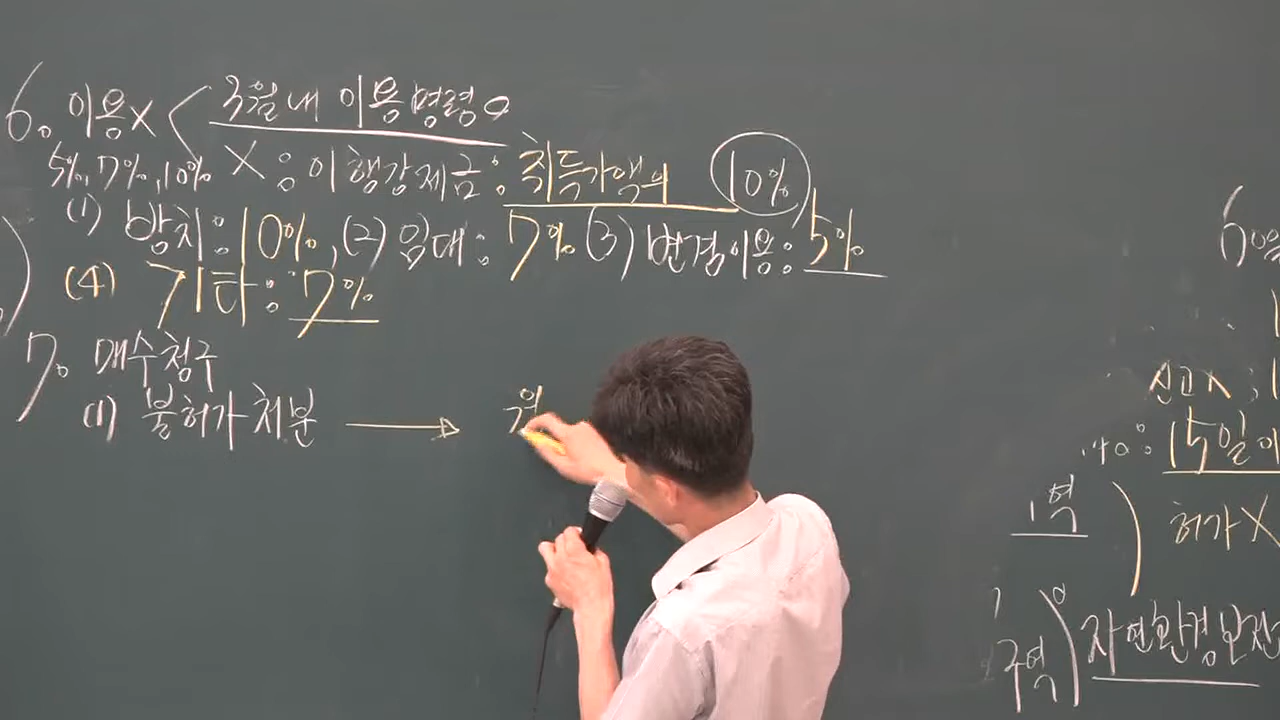 6. 이용X < 3월내 이용명령o
5%, 7%, 10% X : 이행강제금 : 취득가액의 10%
(1) 방치 : 10%, (2) 임대 : 7% (3) 변경이용 : 5%
(4) 기타 : 7%
7. 매수청구
(1) 불허가처분 →
신고X ;
15일이
1억
허가X
구역) 자연환경보전